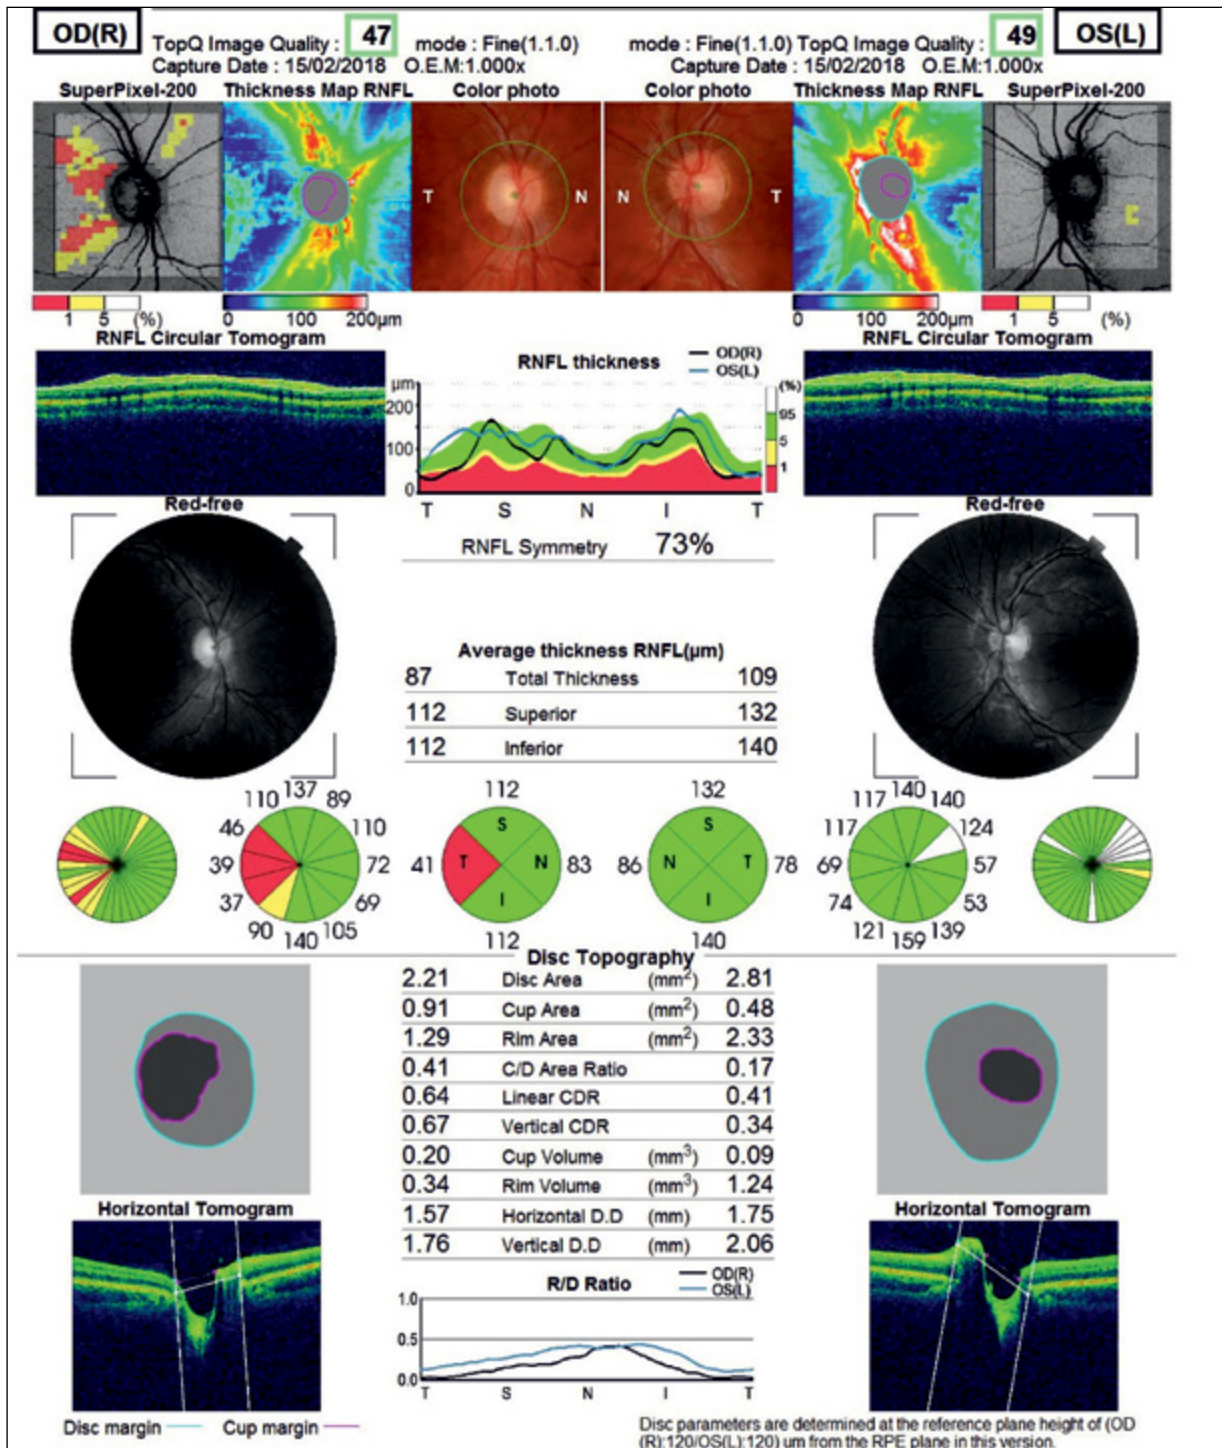 OD(R)
TopQ Image Quality : 47 mode : Fine(1.1.0)
mode : Fine(1.1.0) TopQ Image Quality : 49
OS(L)
Capture Date : 15/02/2018 O.E.M:1.000x
Capture Date : 15/02/2018 O.E.M:1.000x
SuperPixel-200 Thickness Map RNFL Color photo Color photo Thickness Map RNFL SuperPixel-200
T N N T
1 5 (%) 0 100 200µm 0 100 200µm 1 5 (%)
RNFL Circular Tomogram
RNFL Circular Tomogram
RNFL thickness
OD(R)
OS(L)
µm
200
100
0
(%)
95
5
1
T S N I T
RNFL Symmetry 73%
Red-free
Red-free
Average thickness RNFL(µm)
87 Total Thickness 109
112 Superior 132
112 Inferior 140
110 137 89
46 110
39 72
37 69
90 140 105
112
S
41 T N 83
I
112
132
S
86 N T 78
I
140
117 140 140
117 124
69 57
74 53
121 159 139
Disc Topography
2.21 Disc Area (mm²) 2.81
0.91 Cup Area (mm²) 0.48
1.29 Rim Area (mm²) 2.33
0.41 C/D Area Ratio 0.17
0.64 Linear CDR 0.41
0.67 Vertical CDR 0.34
0.20 Cup Volume (mm³) 0.09
0.34 Rim Volume (mm³) 1.24
1.57 Horizontal D.D (mm) 1.75
1.76 Vertical D.D (mm) 2.06
Horizontal Tomogram
Horizontal Tomogram
R/D Ratio
OD(R)
OS(L)
1.0
0.5
0.0
T S N I T
Disc margin Cup margin
Disc parameters are determined at the reference plane height of (OD
(R):120/OS(L):120) um from the RPE plane in this version.